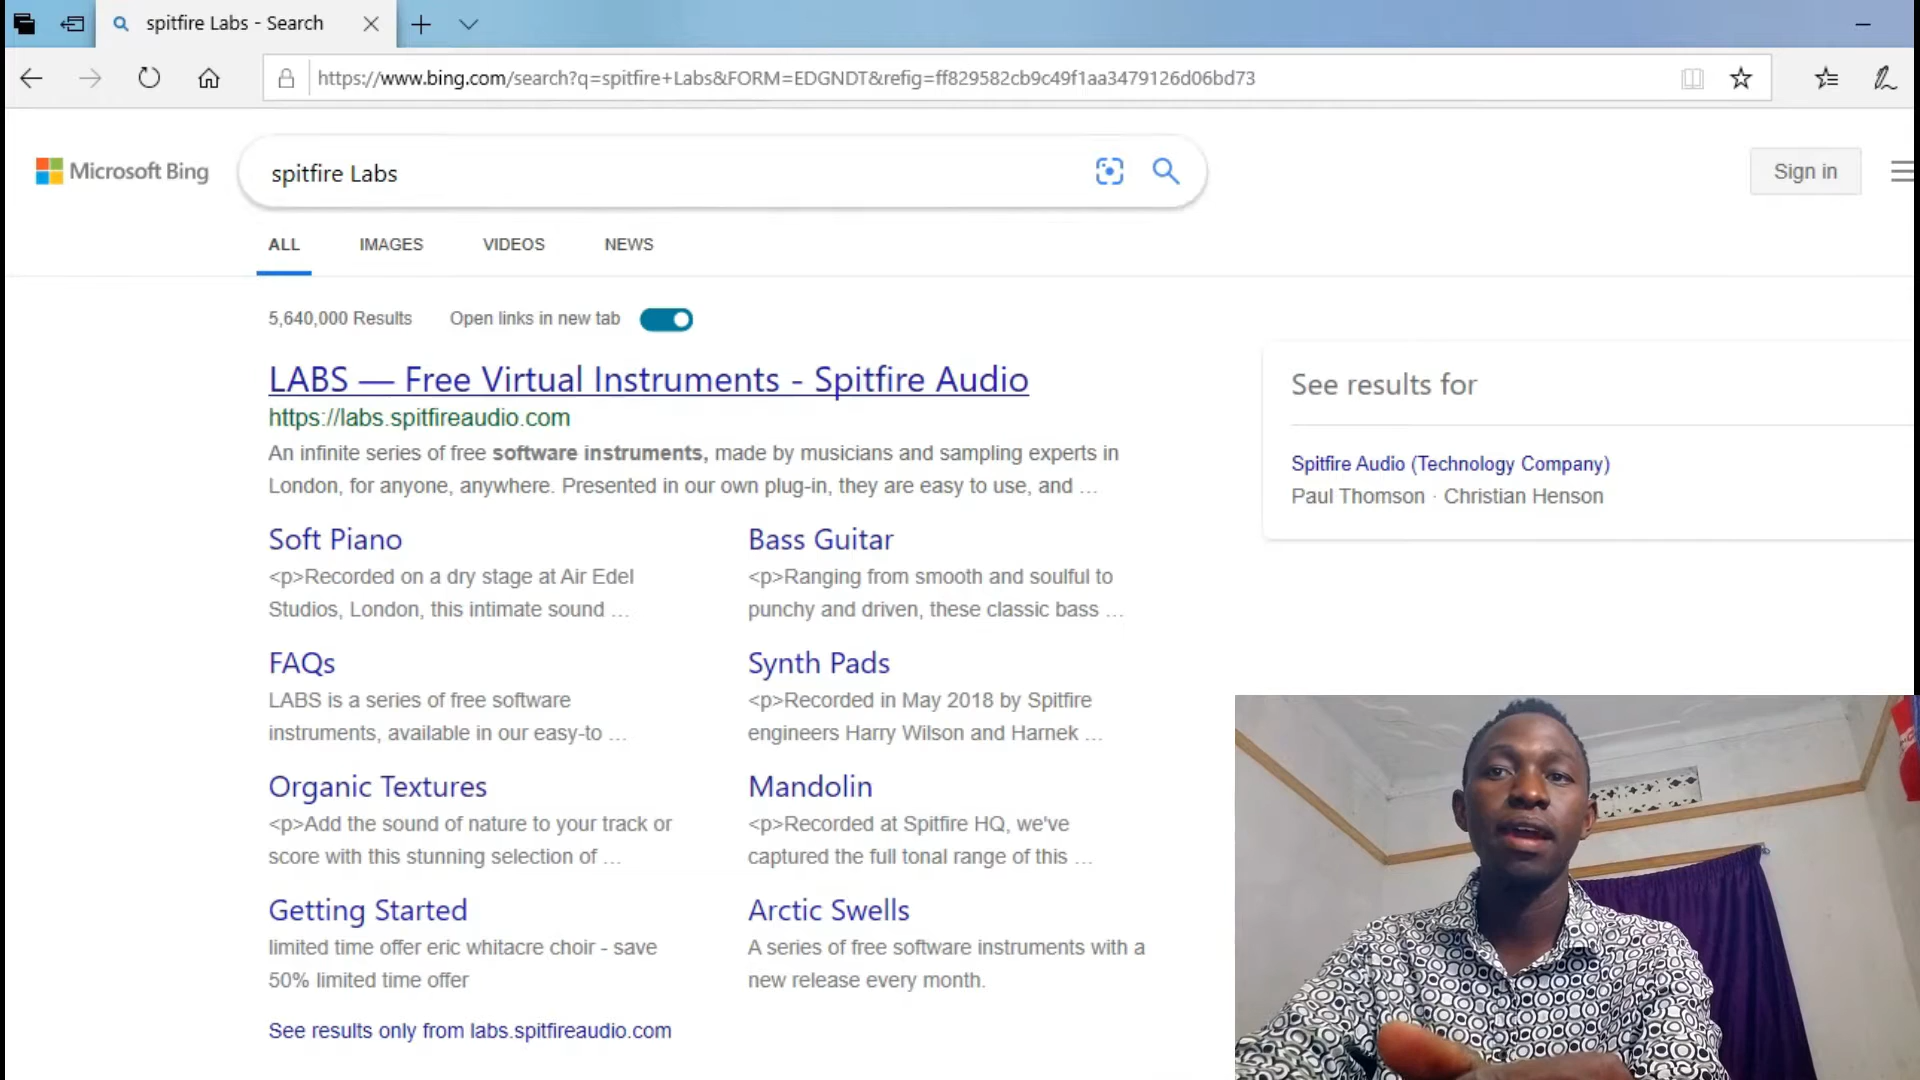 spitfire Labs - Search
https://www.bing.com/search?q=spitfire+Labs&FORM=EDGNDT&refig=ff829582cb9c49f1aa3479126d06bd73
Microsoft Bing
spitfire Labs
Sign in
ALL IMAGES VIDEOS NEWS
5,640,000 Results Open links in new tab
LABS — Free Virtual Instruments - Spitfire Audio
https://labs.spitfireaudio.com
An infinite series of free software instruments, made by musicians and sampling experts in
London, for anyone, anywhere. Presented in our own plug-in, they are easy to use, and ...
Soft Piano
<p>Recorded on a dry stage at Air Edel
Studios, London, this intimate sound ...
Bass Guitar
<p>Ranging from smooth and soulful to
punchy and driven, these classic bass ...
FAQs
LABS is a series of free software
instruments, available in our easy-to ...
Synth Pads
<p>Recorded in May 2018 by Spitfire
engineers Harry Wilson and Harnek ...
Organic Textures
<p>Add the sound of nature to your track or
score with this stunning selection of ...
Mandolin
<p>Recorded at Spitfire HQ, we've
captured the full tonal range of this ...
Getting Started
limited time offer eric whitacre choir - save
50% limited time offer
Arctic Swells
A series of free software instruments with a
new release every month.
See results only from labs.spitfireaudio.com
See results for
Spitfire Audio (Technology Company)
Paul Thomson · Christian Henson